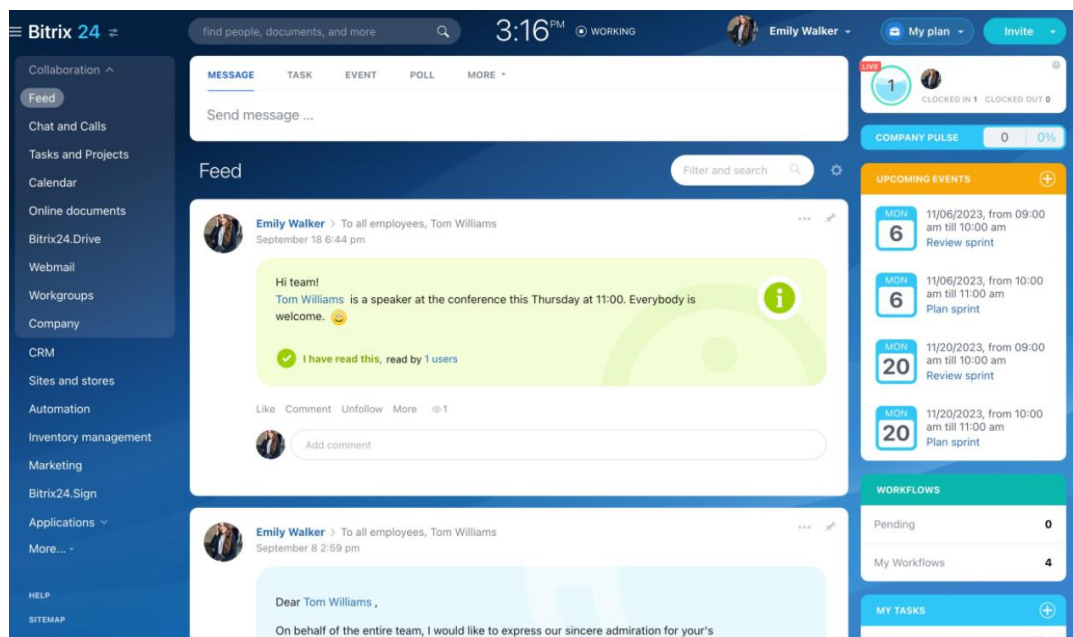 Bitrix 24
find people, documents, and more
3:16 PM
WORKING
Emily Walker
My plan
Invite
Collaboration
Feed
Chat and Calls
Tasks and Projects
Calendar
Online documents
Bitrix24.Drive
Webmail
Workgroups
Company
CRM
Sites and stores
Automation
Inventory management
Marketing
Bitrix24.Sign
Applications
More...
HELP
SITEMAP
MESSAGE TASK EVENT POLL MORE
Send message ...
Feed
Filter and search
Emily Walker > To all employees, Tom Williams
September 18 6:44 pm
Hi team!
Tom Williams is a speaker at the conference this Thursday at 11:00. Everybody is
welcome.
I have read this, read by 1 users
Like Comment Unfollow More 1
Add comment
Emily Walker > To all employees, Tom Williams
September 8 2:59 pm
Dear Tom Williams ,
On behalf of the entire team, I would like to express our sincere admiration for your's
LIVE
1
CLOCKED IN 1 CLOCKED OUT 0
COMPANY PULSE 0 0%
UPCOMING EVENTS
MON
6
11/06/2023, from 09:00
am till 10:00 am
Review sprint
MON
6
11/06/2023, from 10:00
am till 11:00 am
Plan sprint
MON
20
11/20/2023, from 09:00
am till 10:00 am
Review sprint
MON
20
11/20/2023, from 10:00
am till 11:00 am
Plan sprint
WORKFLOWS
Pending 0
My Workflows 4
MY TASKS